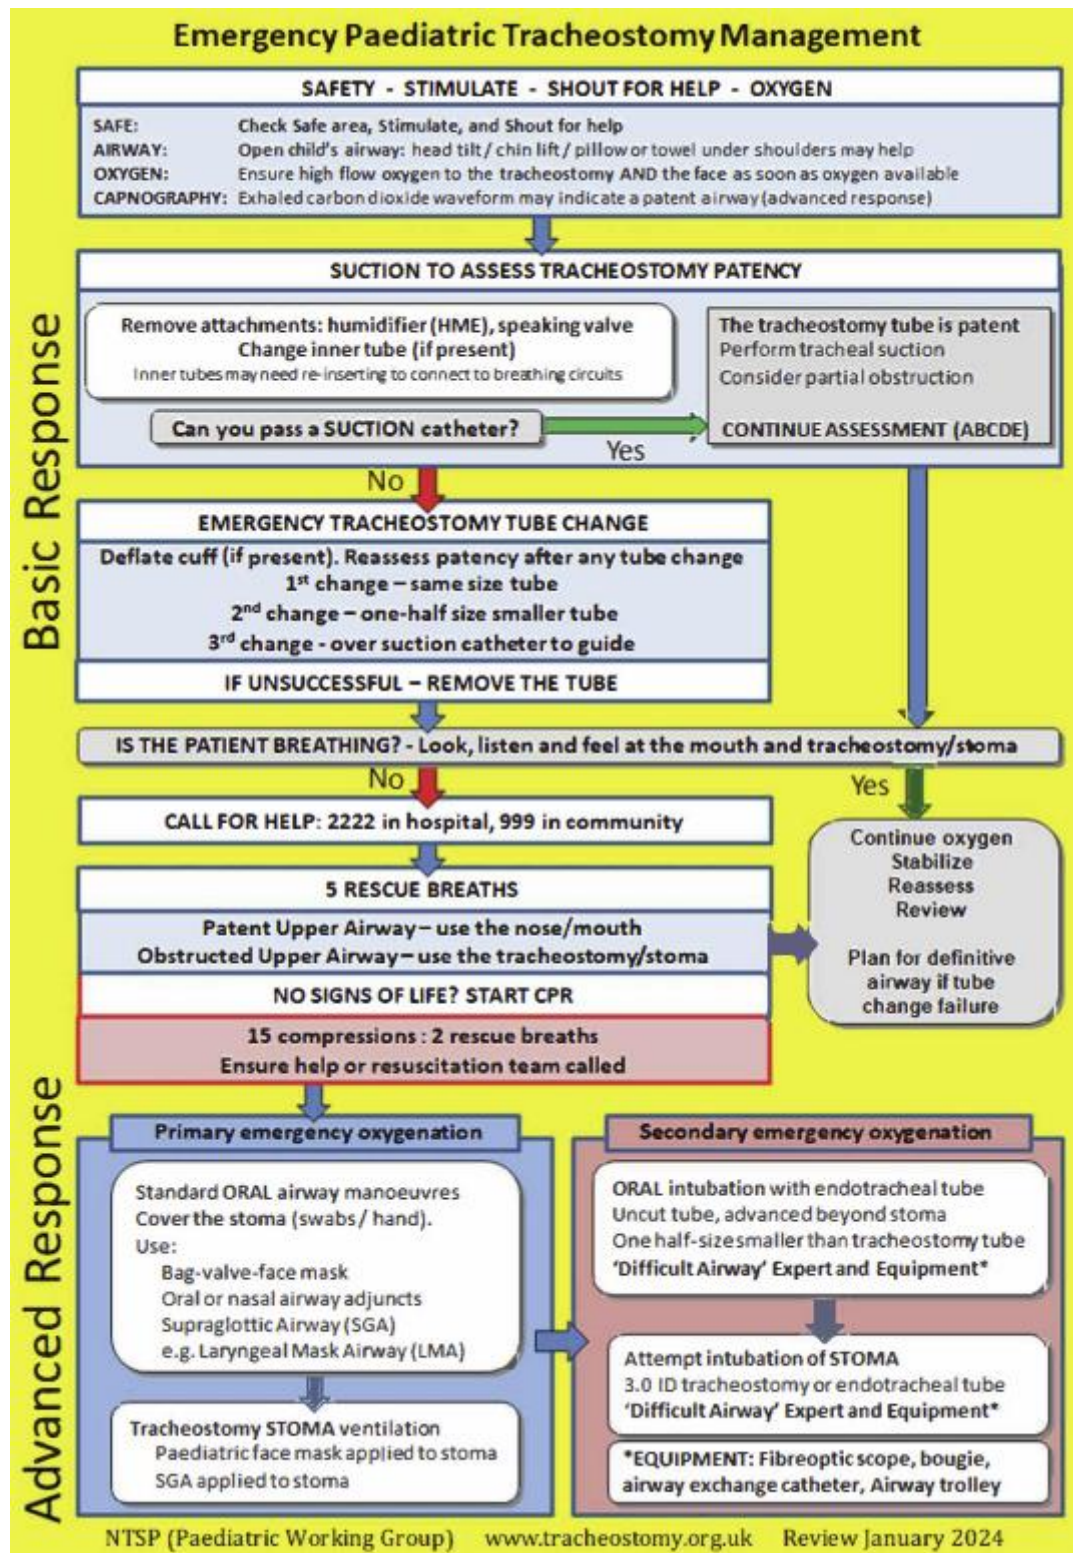 Emergency Paediatric Tracheostomy Management
SAFETY - STIMULATE - SHOUT FOR HELP - OXYGEN
SAFE: Check Safe area, Stimulate, and Shout for help
AIRWAY: Open child's airway: head tilt / chin lift / pillow or towel under shoulders may help
OXYGEN: Ensure high flow oxygen to the tracheostomy AND the face as soon as oxygen available
CAPNOGRAPHY: Exhaled carbon dioxide waveform may indicate a patent airway (advanced response)
Basic Response
SUCTION TO ASSESS TRACHEOSTOMY PATENCY
Remove attachments: humidifier (HME), speaking valve
Change inner tube (if present)
Inner tubes may need re-inserting to connect to breathing circuits
Can you pass a SUCTION catheter?
Yes
The tracheostomy tube is patent
Perform tracheal suction
Consider partial obstruction
CONTINUE ASSESSMENT (ABCDE)
No
EMERGENCY TRACHEOSTOMY TUBE CHANGE
Deflate cuff (if present). Reassess patency after any tube change
1st change – same size tube
2nd change – one-half size smaller tube
3rd change - over suction catheter to guide
IF UNSUCCESSFUL – REMOVE THE TUBE
IS THE PATIENT BREATHING? - Look, listen and feel at the mouth and tracheostomy/stoma
No
Yes
CALL FOR HELP: 2222 in hospital, 999 in community
5 RESCUE BREATHS
Patent Upper Airway – use the nose/mouth
Obstructed Upper Airway – use the tracheostomy/stoma
NO SIGNS OF LIFE? START CPR
15 compressions : 2 rescue breaths
Ensure help or resuscitation team called
Continue oxygen
Stabilize
Reassess
Review
Plan for definitive
airway if tube
change failure
Advanced Response
Primary emergency oxygenation
Standard ORAL airway manoeuvres
Cover the stoma (swabs / hand).
Use:
Bag-valve-face mask
Oral or nasal airway adjuncts
Supraglottic Airway (SGA)
e.g. Laryngeal Mask Airway (LMA)
Tracheostomy STOMA ventilation
Paediatric face mask applied to stoma
SGA applied to stoma
Secondary emergency oxygenation
ORAL intubation with endotracheal tube
Uncut tube, advanced beyond stoma
One half-size smaller than tracheostomy tube
'Difficult Airway' Expert and Equipment*
Attempt intubation of STOMA
3.0 ID tracheostomy or endotracheal tube
'Difficult Airway' Expert and Equipment*
*EQUIPMENT: Fibreoptic scope, bougie,
airway exchange catheter, Airway trolley
NTSP (Paediatric Working Group) www.tracheostomy.org.uk Review January 2024